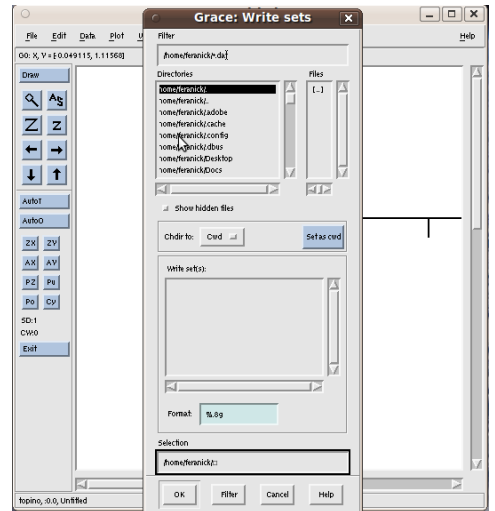 Grace: Write sets
File Edit Data Plot Help
G0: X, Y = [-0.049115, 1.11568]
Draw
AS
Z Z
AutoT
AutoO
ZX ZY
AX AY
PZ Pu
Po Cy
SD:1
CW:0
Exit
topino, :0.0, Untitled
Filter
/home/feranick/*.dat
Directories Files
home/feranick/.
home/feranick/..
home/feranick/.adobe
home/feranick/.cache
home/feranick/.config
home/feranick/.dbus
home/feranick/Desktop
home/feranick/Docs
[..]
Show hidden files
Chdir to: Cwd Set as cwd
Write set(s):
Format: %.8g
Selection
/home/feranick/
OK Filter Cancel Help